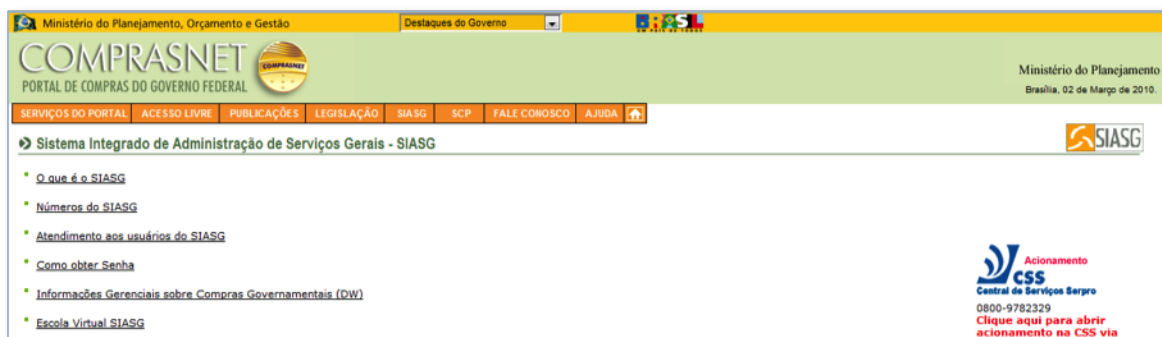 Ministério do Planejamento, Orçamento e Gestão
Destaques do Governo
BRASIL
UM PAÍS DE TODOS
COMPRASNET
COMPRASNET
PORTAL DE COMPRAS DO GOVERNO FEDERAL
Ministério do Planejamento
Brasília, 02 de Março de 2010.
SERVIÇOS DO PORTAL ACESSO LIVRE PUBLICAÇÕES LEGISLAÇÃO SIASG SCP FALE CONOSCO AJUDA
Sistema Integrado de Administração de Serviços Gerais - SIASG
SIASG
O que é o SIASG
Números do SIASG
Atendimento aos usuários do SIASG
Como obter Senha
Informações Gerenciais sobre Compras Governamentais (DW)
Escola Virtual SIASG
Acionamento
CSS
Central de Serviços Serpro
0800-9782329
Clique aqui para abrir
acionamento na CSS via